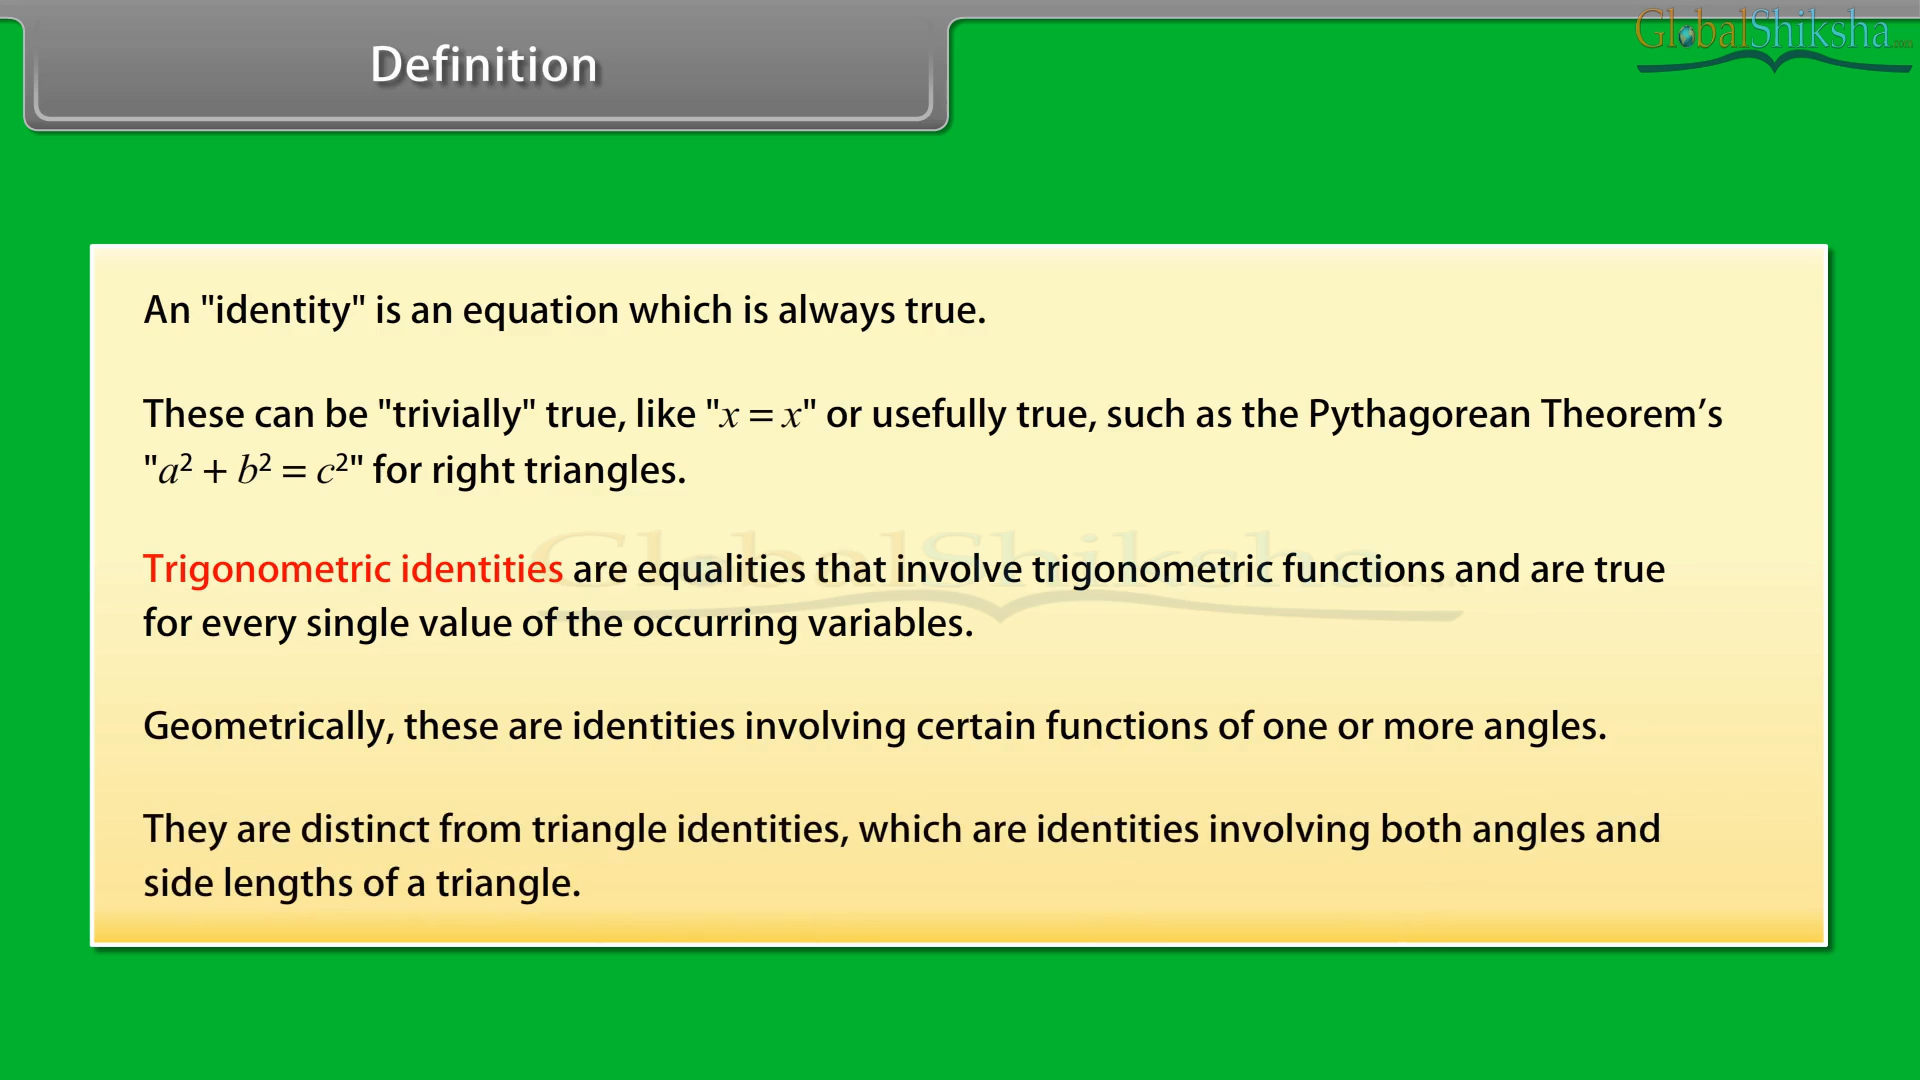 Definition
GlobalShiksha.com
An "identity" is an equation which is always true.
These can be "trivially" true, like "x = x" or usefully true, such as the Pythagorean Theorem’s
"a² + b² = c²" for right triangles.
GlobalShiksha
Trigonometric identities are equalities that involve trigonometric functions and are true
for every single value of the occurring variables.
Geometrically, these are identities involving certain functions of one or more angles.
They are distinct from triangle identities, which are identities involving both angles and
side lengths of a triangle.